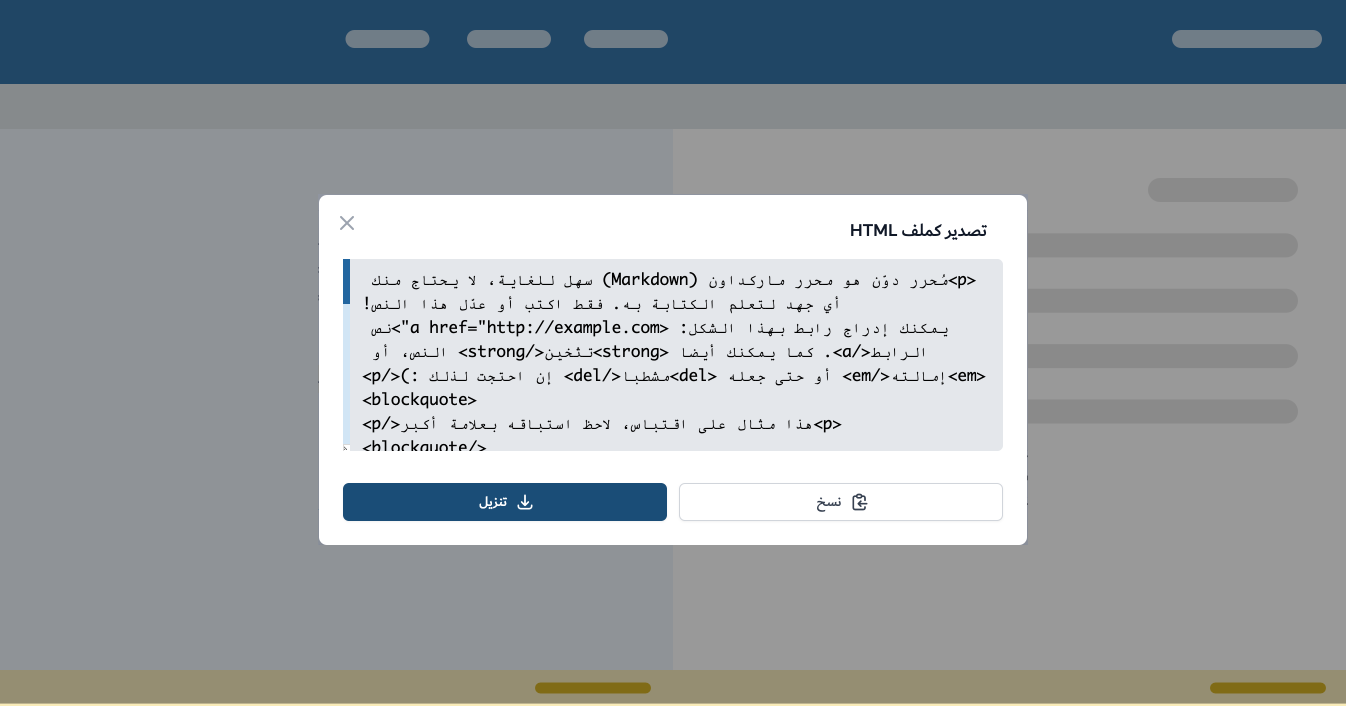 تصدير كملف HTML
<p>مُحرر دوّن هو محرر ماركداون (Markdown) سهل للغاية، لا يحتاج منك
أي جهد لتعلم الكتابة به. فقط اكتب أو عدّل هذا النص!
يمكنك إدراج رابط بهذا الشكل: <a href="http://example.com">نص
الرابط</a>. كما يمكنك أيضا <strong>تثخين</strong> النص، أو
<em>إمالته</em> أو حتى جعله <del>مشطبا</del> إن احتجت لذلك :)</p>
<blockquote>
<p>هذا مثال على اقتباس، لاحظ استباقه بعلامة أكبر</p>
</blockquote>
نسخ
تنزيل